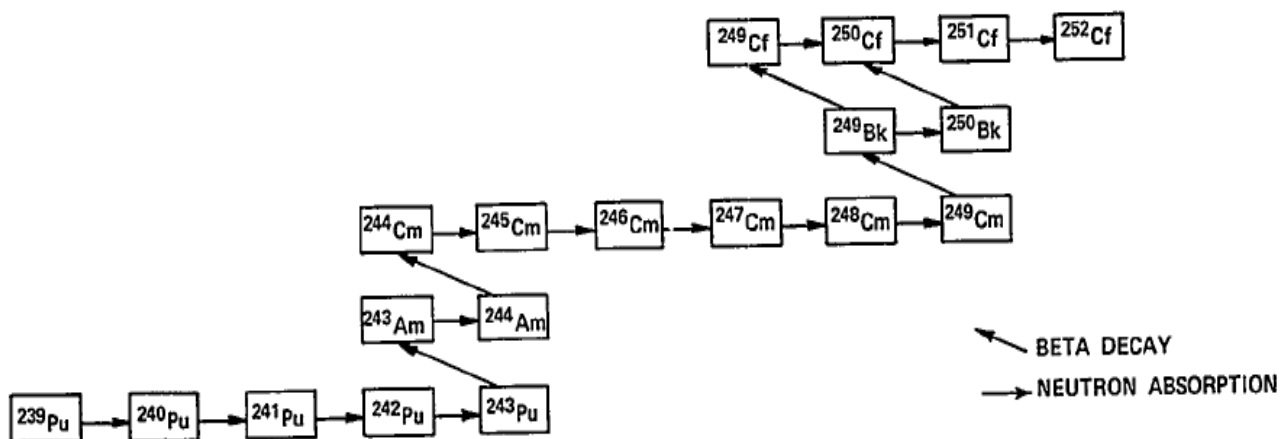 249Cf 250Cf 251Cf 252Cf
249Bk 250Bk
244Cm 245Cm 246Cm 247Cm 248Cm 249Cm
243Am 244Am
BETA DECAY
NEUTRON ABSORPTION
239Pu 240Pu 241Pu 242Pu 243Pu